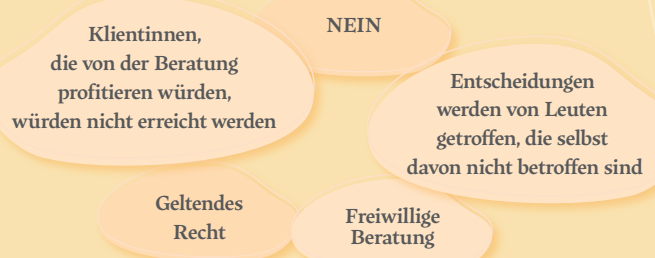 NEIN
Klientinnen,
die von der Beratung
profitieren würden,
würden nicht erreicht werden
Entscheidungen
werden von Leuten
getroffen, die selbst
davon nicht betroffen sind
Geltendes
Recht
Freiwillige
Beratung